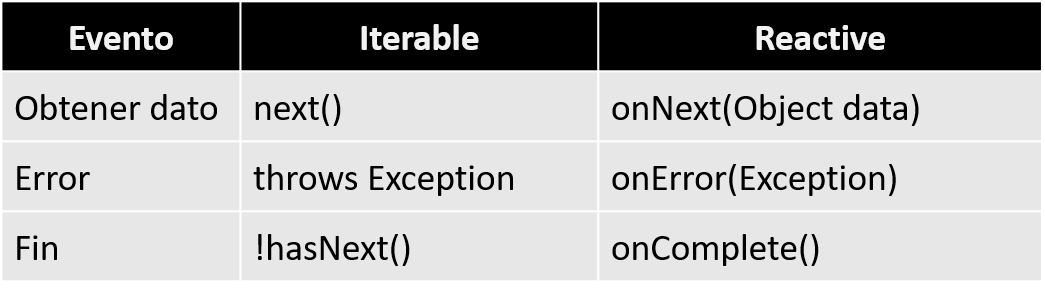 Evento Iterable Reactive
Obtener dato next() onNext(Object data)
Error throws Exception onError(Exception)
Fin !hasNext() onComplete()